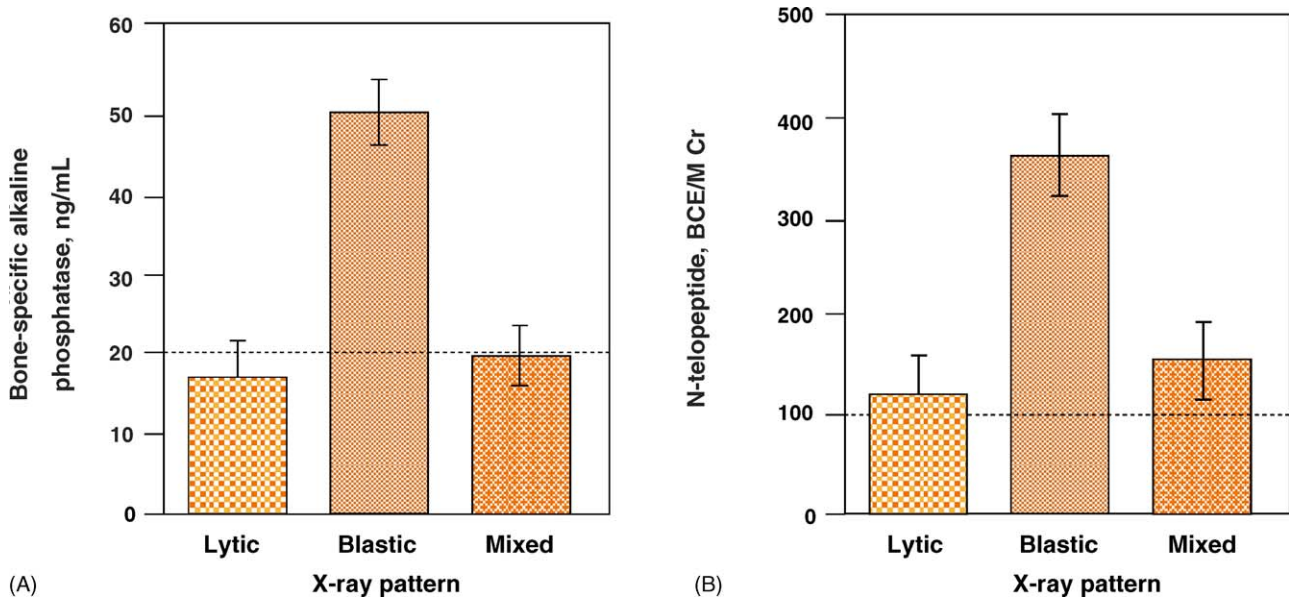 Bone-specific alkaline
phosphatase, ng/mL
60
50
40
30
20
10
0
Lytic
Blastic
Mixed
(A)
X-ray pattern
N-telopeptide, BCE/M Cr
500
400
300
200
100
0
Lytic
Blastic
Mixed
(B)
X-ray pattern